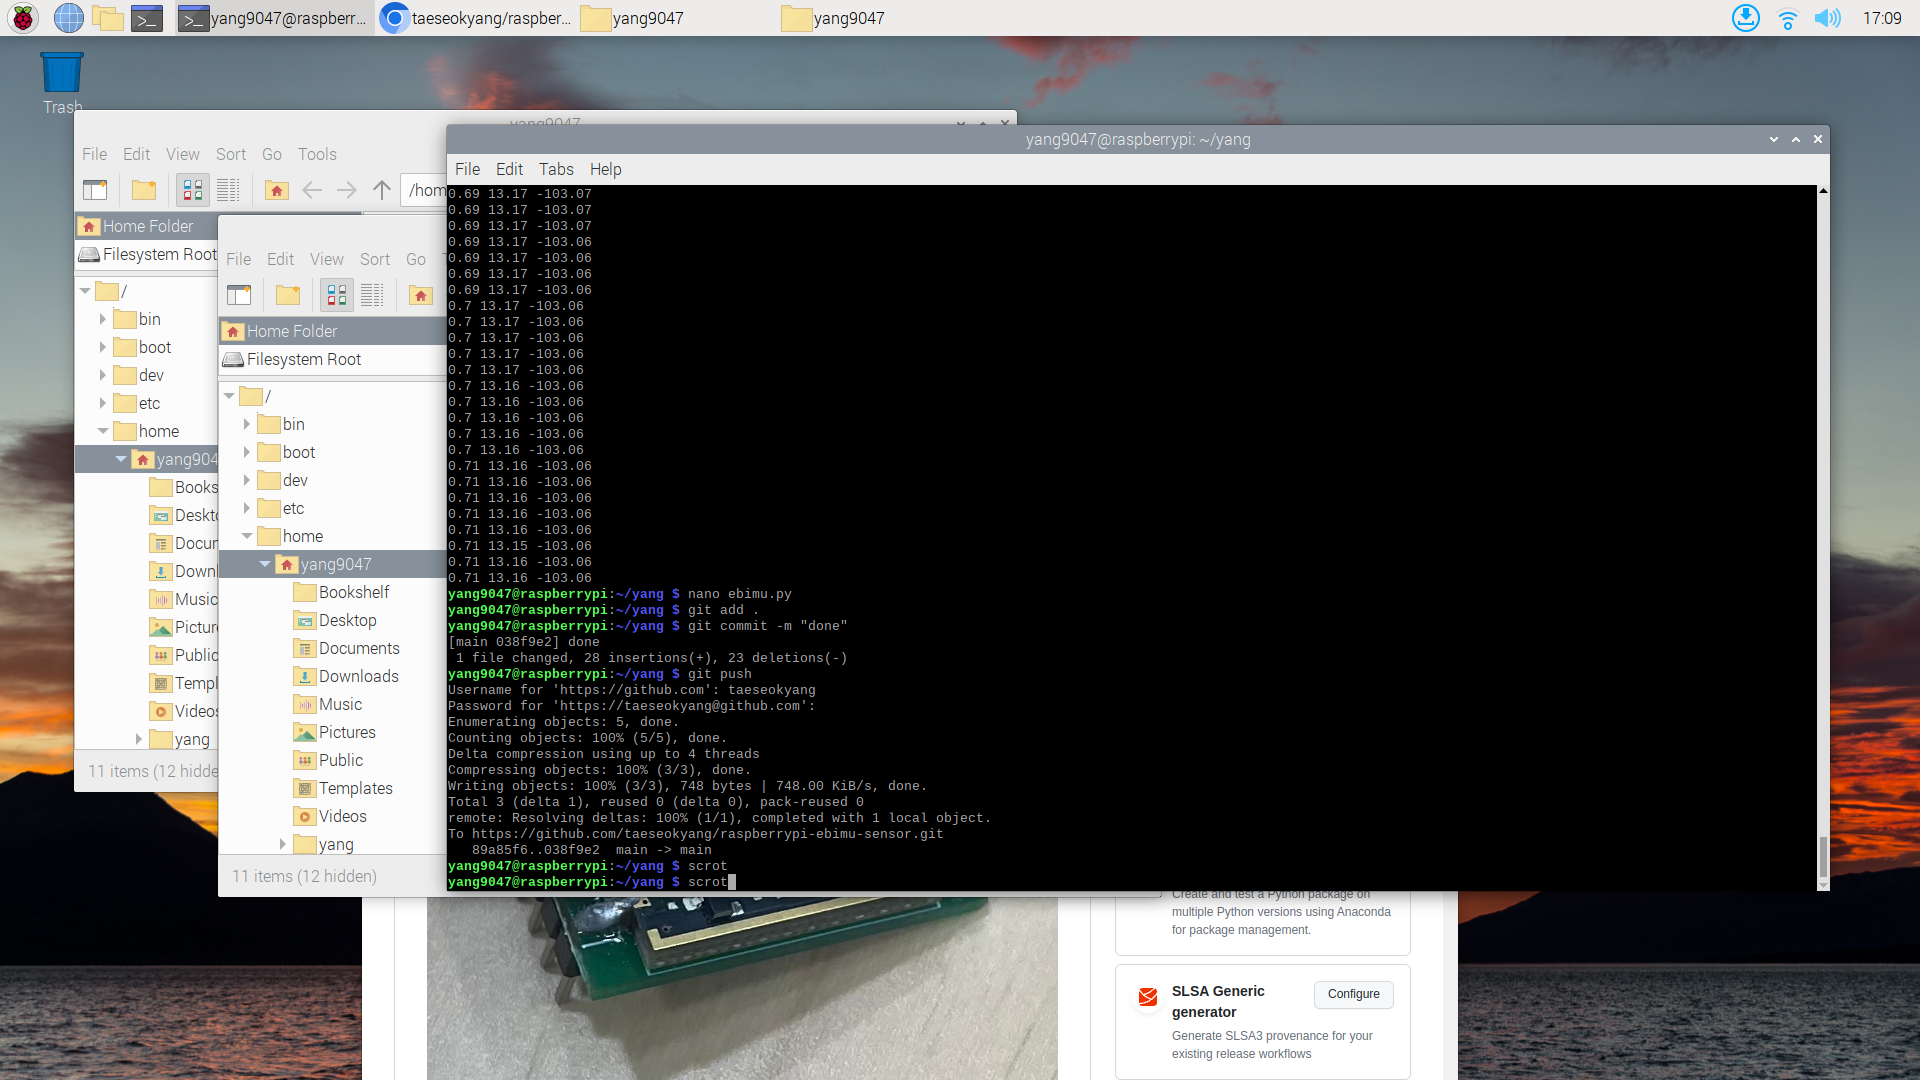 yang9047@raspberr...
taeseokyang/raspber...
yang9047
yang9047
17:09
Trash
yang9047
File Edit View Sort Go Tools
/hom
Home Folder
Filesystem Root
/
bin
boot
dev
etc
home
yang904
Books
Deskto
Docur
Downl
Music
Pictur
Public
Templ
Videos
yang
11 items (12 hidde
File Edit View Sort Go
Home Folder
Filesystem Root
/
bin
boot
dev
etc
home
yang9047
Bookshelf
Desktop
Documents
Downloads
Music
Pictures
Public
Templates
Videos
yang
11 items (12 hidden)
yang9047@raspberrypi: ~/yang
File Edit Tabs Help
0.69 13.17 -103.07
0.69 13.17 -103.07
0.69 13.17 -103.07
0.69 13.17 -103.06
0.69 13.17 -103.06
0.69 13.17 -103.06
0.69 13.17 -103.06
0.7 13.17 -103.06
0.7 13.17 -103.06
0.7 13.17 -103.06
0.7 13.17 -103.06
0.7 13.17 -103.06
0.7 13.16 -103.06
0.7 13.16 -103.06
0.7 13.16 -103.06
0.7 13.16 -103.06
0.7 13.16 -103.06
0.71 13.16 -103.06
0.71 13.16 -103.06
0.71 13.16 -103.06
0.71 13.16 -103.06
0.71 13.16 -103.06
0.71 13.15 -103.06
0.71 13.16 -103.06
0.71 13.16 -103.06
yang9047@raspberrypi:~/yang $ nano ebimu.py
yang9047@raspberrypi:~/yang $ git add .
yang9047@raspberrypi:~/yang $ git commit -m "done"
[main 038f9e2] done
1 file changed, 28 insertions(+), 23 deletions(-)
yang9047@raspberrypi:~/yang $ git push
Username for 'https://github.com': taeseokyang
Password for 'https://taeseokyang@github.com':
Enumerating objects: 5, done.
Counting objects: 100% (5/5), done.
Delta compression using up to 4 threads
Compressing objects: 100% (3/3), done.
Writing objects: 100% (3/3), 748 bytes | 748.00 KiB/s, done.
Total 3 (delta 1), reused 0 (delta 0), pack-reused 0
remote: Resolving deltas: 100% (1/1), completed with 1 local object.
To https://github.com/taeseokyang/raspberrypi-ebimu-sensor.git
89a85f6..038f9e2 main -> main
yang9047@raspberrypi:~/yang $ scrot
yang9047@raspberrypi:~/yang $ scrot
Create and test a Python package on
multiple Python versions using Anaconda
for package management.
SLSA Generic
generator
Configure
Generate SLSA3 provenance for your
existing release workflows